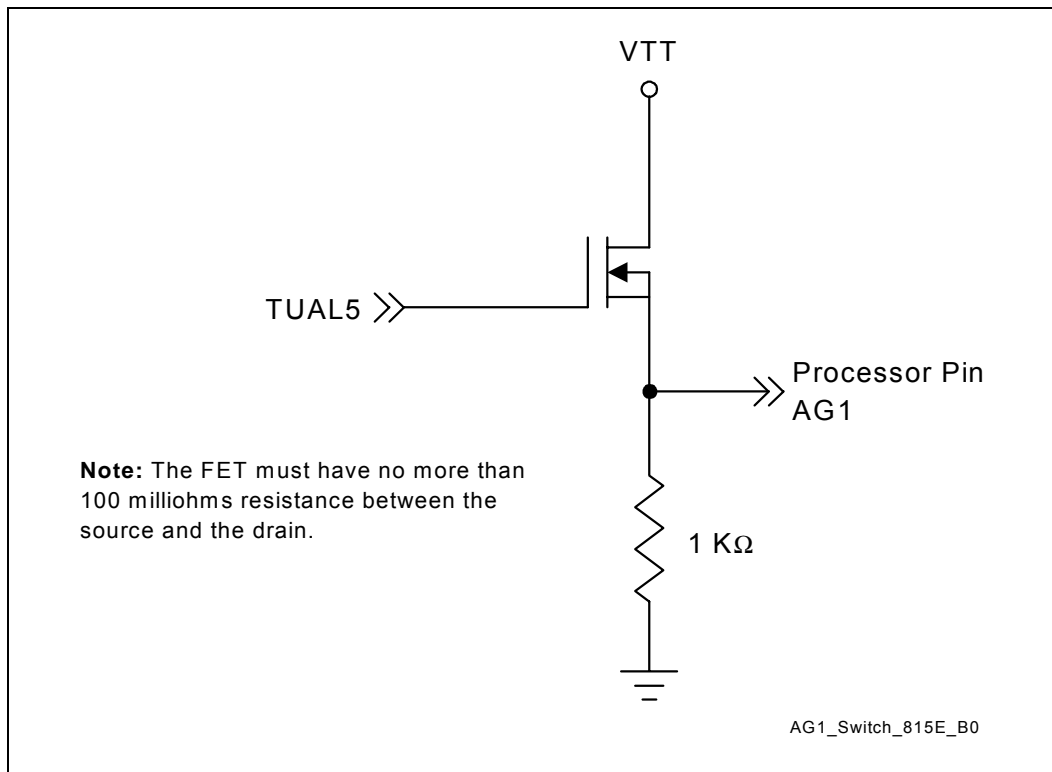 VTT
TUAL5
Processor Pin
AG1
Note: The FET must have no more than
100 milliohms resistance between the
source and the drain.
1 KΩ
AG1_Switch_815E_B0